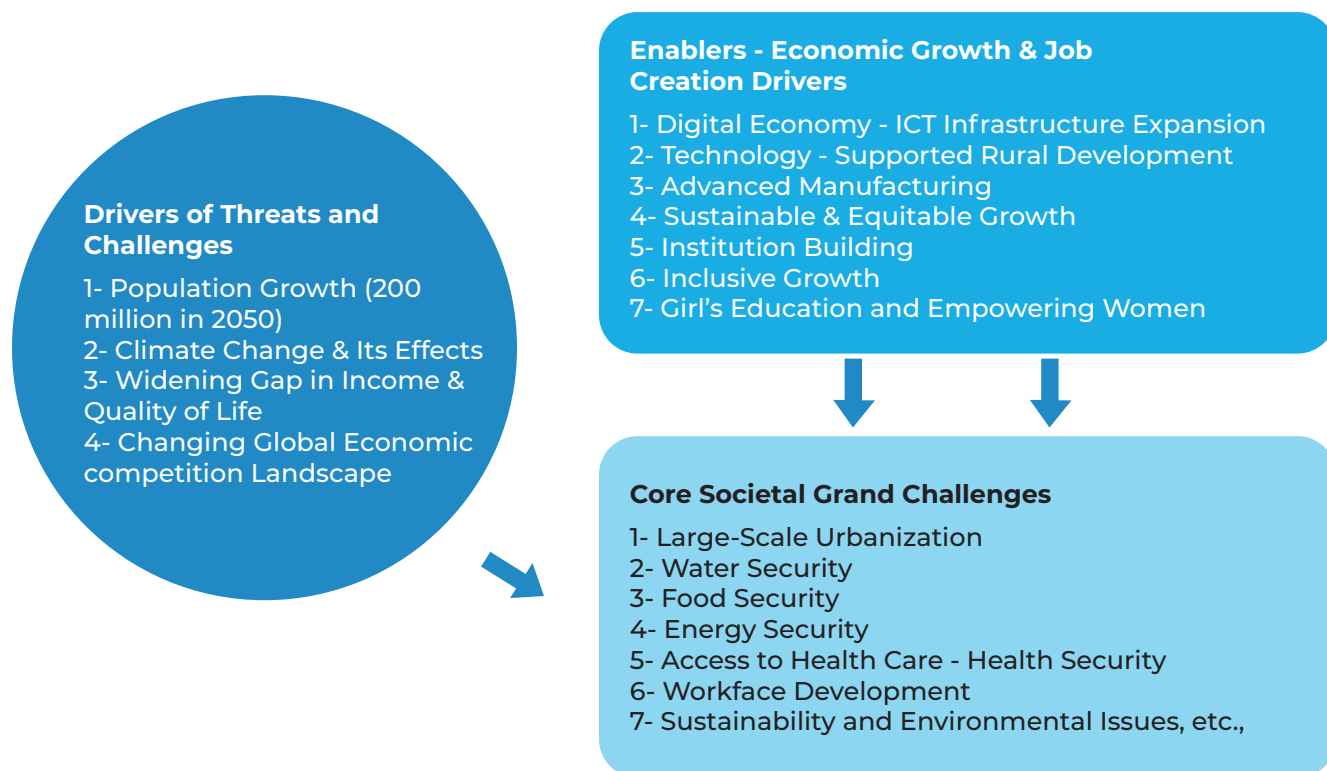 Drivers of Threats and
Challenges
1- Population Growth (200
million in 2050)
2- Climate Change & Its Effects
3- Widening Gap in Income &
Quality of Life
4- Changing Global Economic
competition Landscape
Enablers - Economic Growth & Job
Creation Drivers
1- Digital Economy - ICT Infrastructure Expansion
2- Technology - Supported Rural Development
3- Advanced Manufacturing
4- Sustainable & Equitable Growth
5- Institution Building
6- Inclusive Growth
7- Girl’s Education and Empowering Women
Core Societal Grand Challenges
1- Large-Scale Urbanization
2- Water Security
3- Food Security
4- Energy Security
5- Access to Health Care - Health Security
6- Workface Development
7- Sustainability and Environmental Issues, etc.,